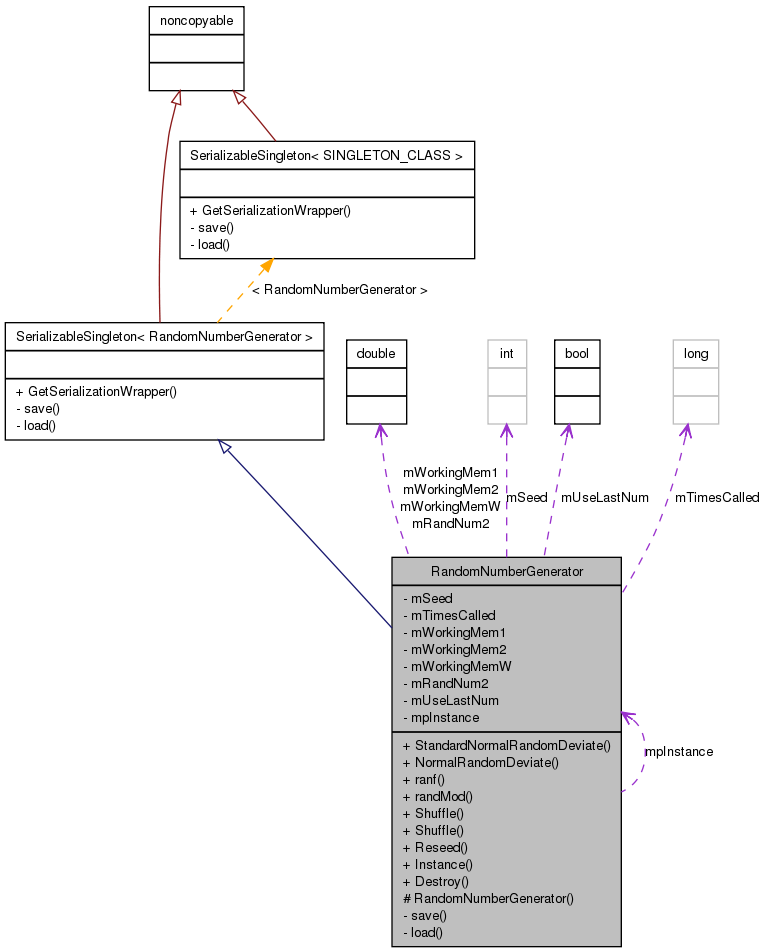 noncopyable
SerializableSingleton< SINGLETON_CLASS >
+ GetSerializationWrapper()
- save()
- load()
< RandomNumberGenerator >
SerializableSingleton< RandomNumberGenerator >
+ GetSerializationWrapper()
- save()
- load()
double
int
bool
long
mWorkingMem1
mWorkingMem2
mWorkingMemW
mRandNum2
mSeed
mUseLastNum
mTimesCalled
RandomNumberGenerator
- mSeed
- mTimesCalled
- mWorkingMem1
- mWorkingMem2
- mWorkingMemW
- mRandNum2
- mUseLastNum
- mpInstance
+ StandardNormalRandomDeviate()
+ NormalRandomDeviate()
+ ranf()
+ randMod()
+ Shuffle()
+ Shuffle()
+ Reseed()
+ Instance()
+ Destroy()
# RandomNumberGenerator()
- save()
- load()
mpInstance